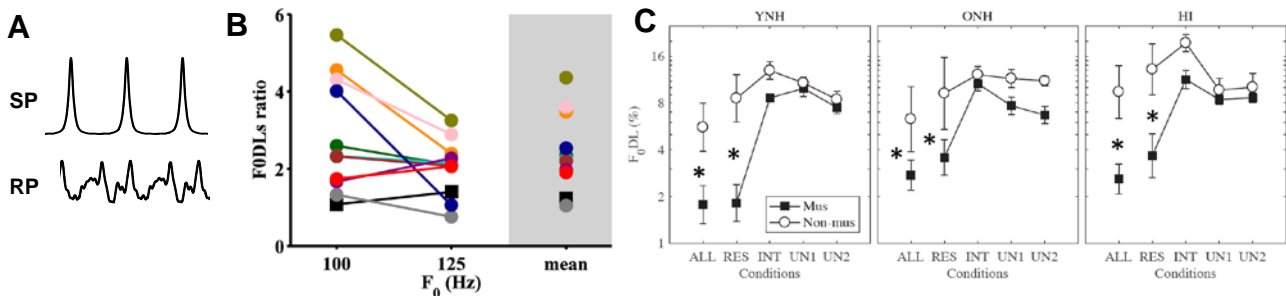 A
SP
RP
B
F0DLs ratio
6
4
2
0
100
125
mean
F0 (Hz)
C
F0DL (%)
16
8
4
2
1
YNH
*
*
Mus
Non-mus
ALL RES INT UN1 UN2
Conditions
ONH
*
*
ALL RES INT UN1 UN2
Conditions
HI
*
*
ALL RES INT UN1 UN2
Conditions